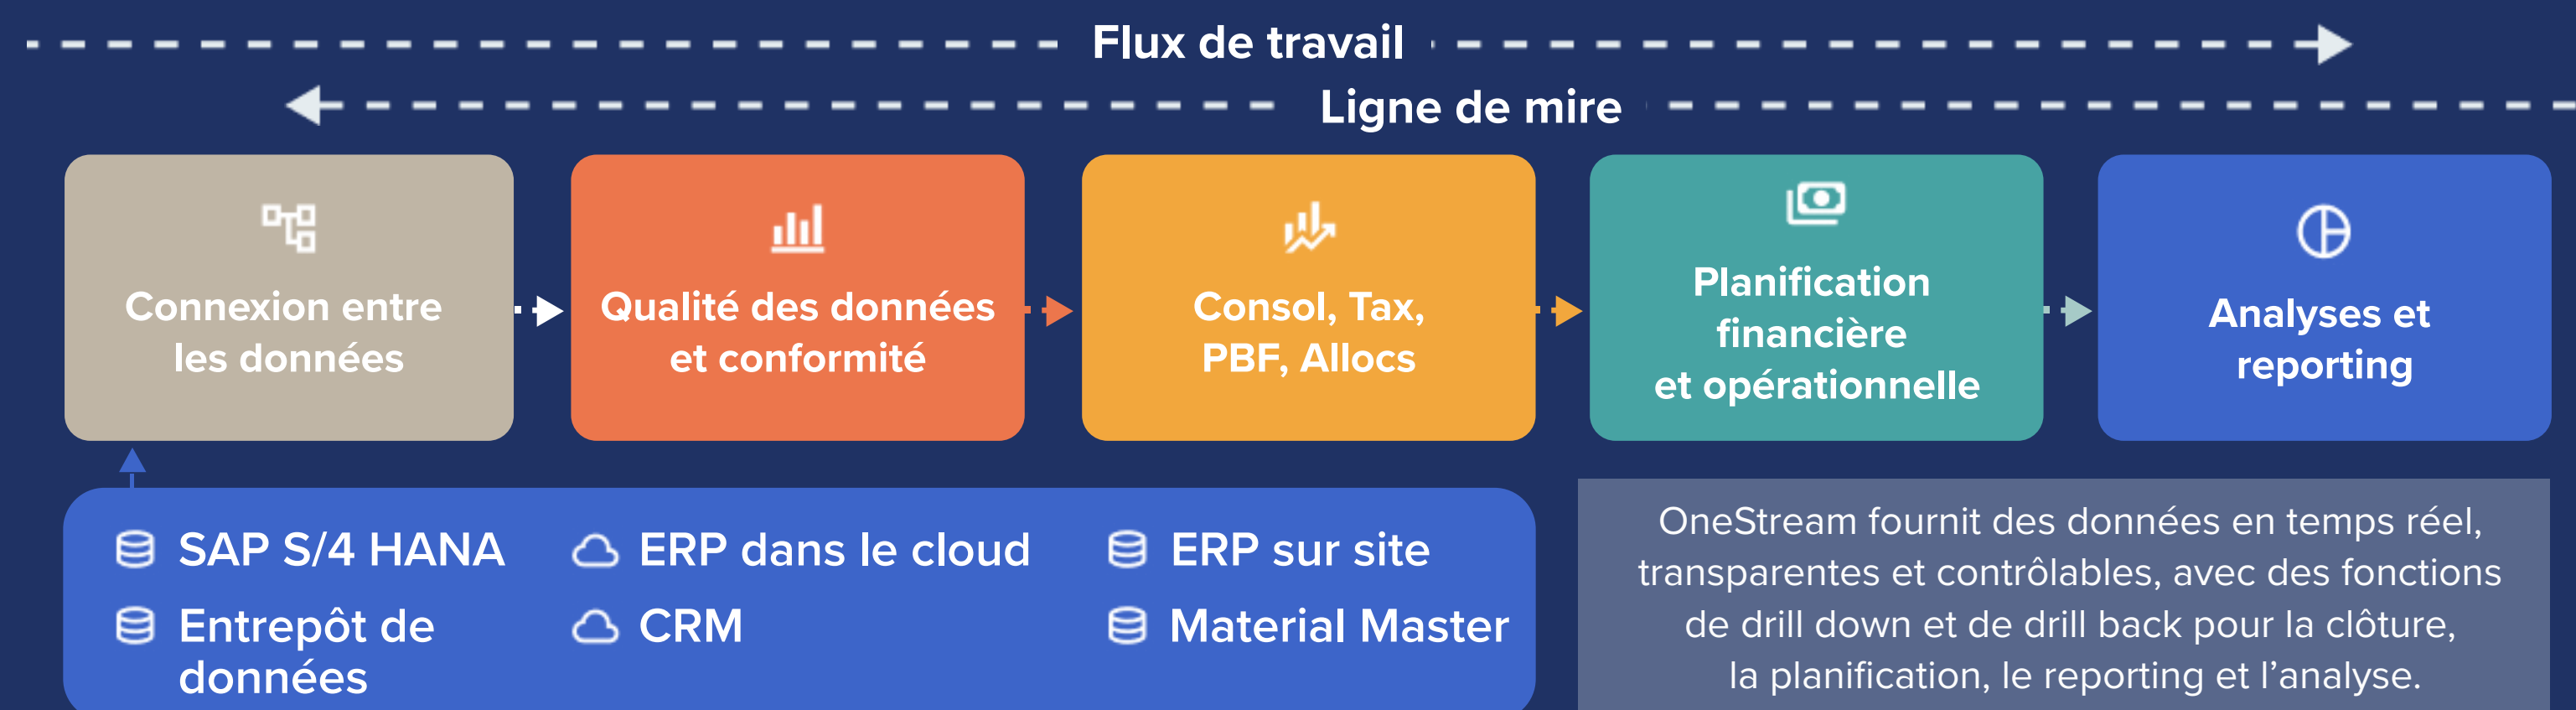 Flux de travail
Ligne de mire
Connexion entre
les données
Qualité des données
et conformité
Consol, Tax,
PBF, Allocs
Planification
financière
et opérationnelle
Analyses et
reporting
SAP S/4 HANA
ERP dans le cloud
ERP sur site
Entrepôt de
données
CRM
Material Master
OneStream fournit des données en temps réel,
transparentes et contrôlables, avec des fonctions
de drill down et de drill back pour la clôture,
la planification, le reporting et l’analyse.